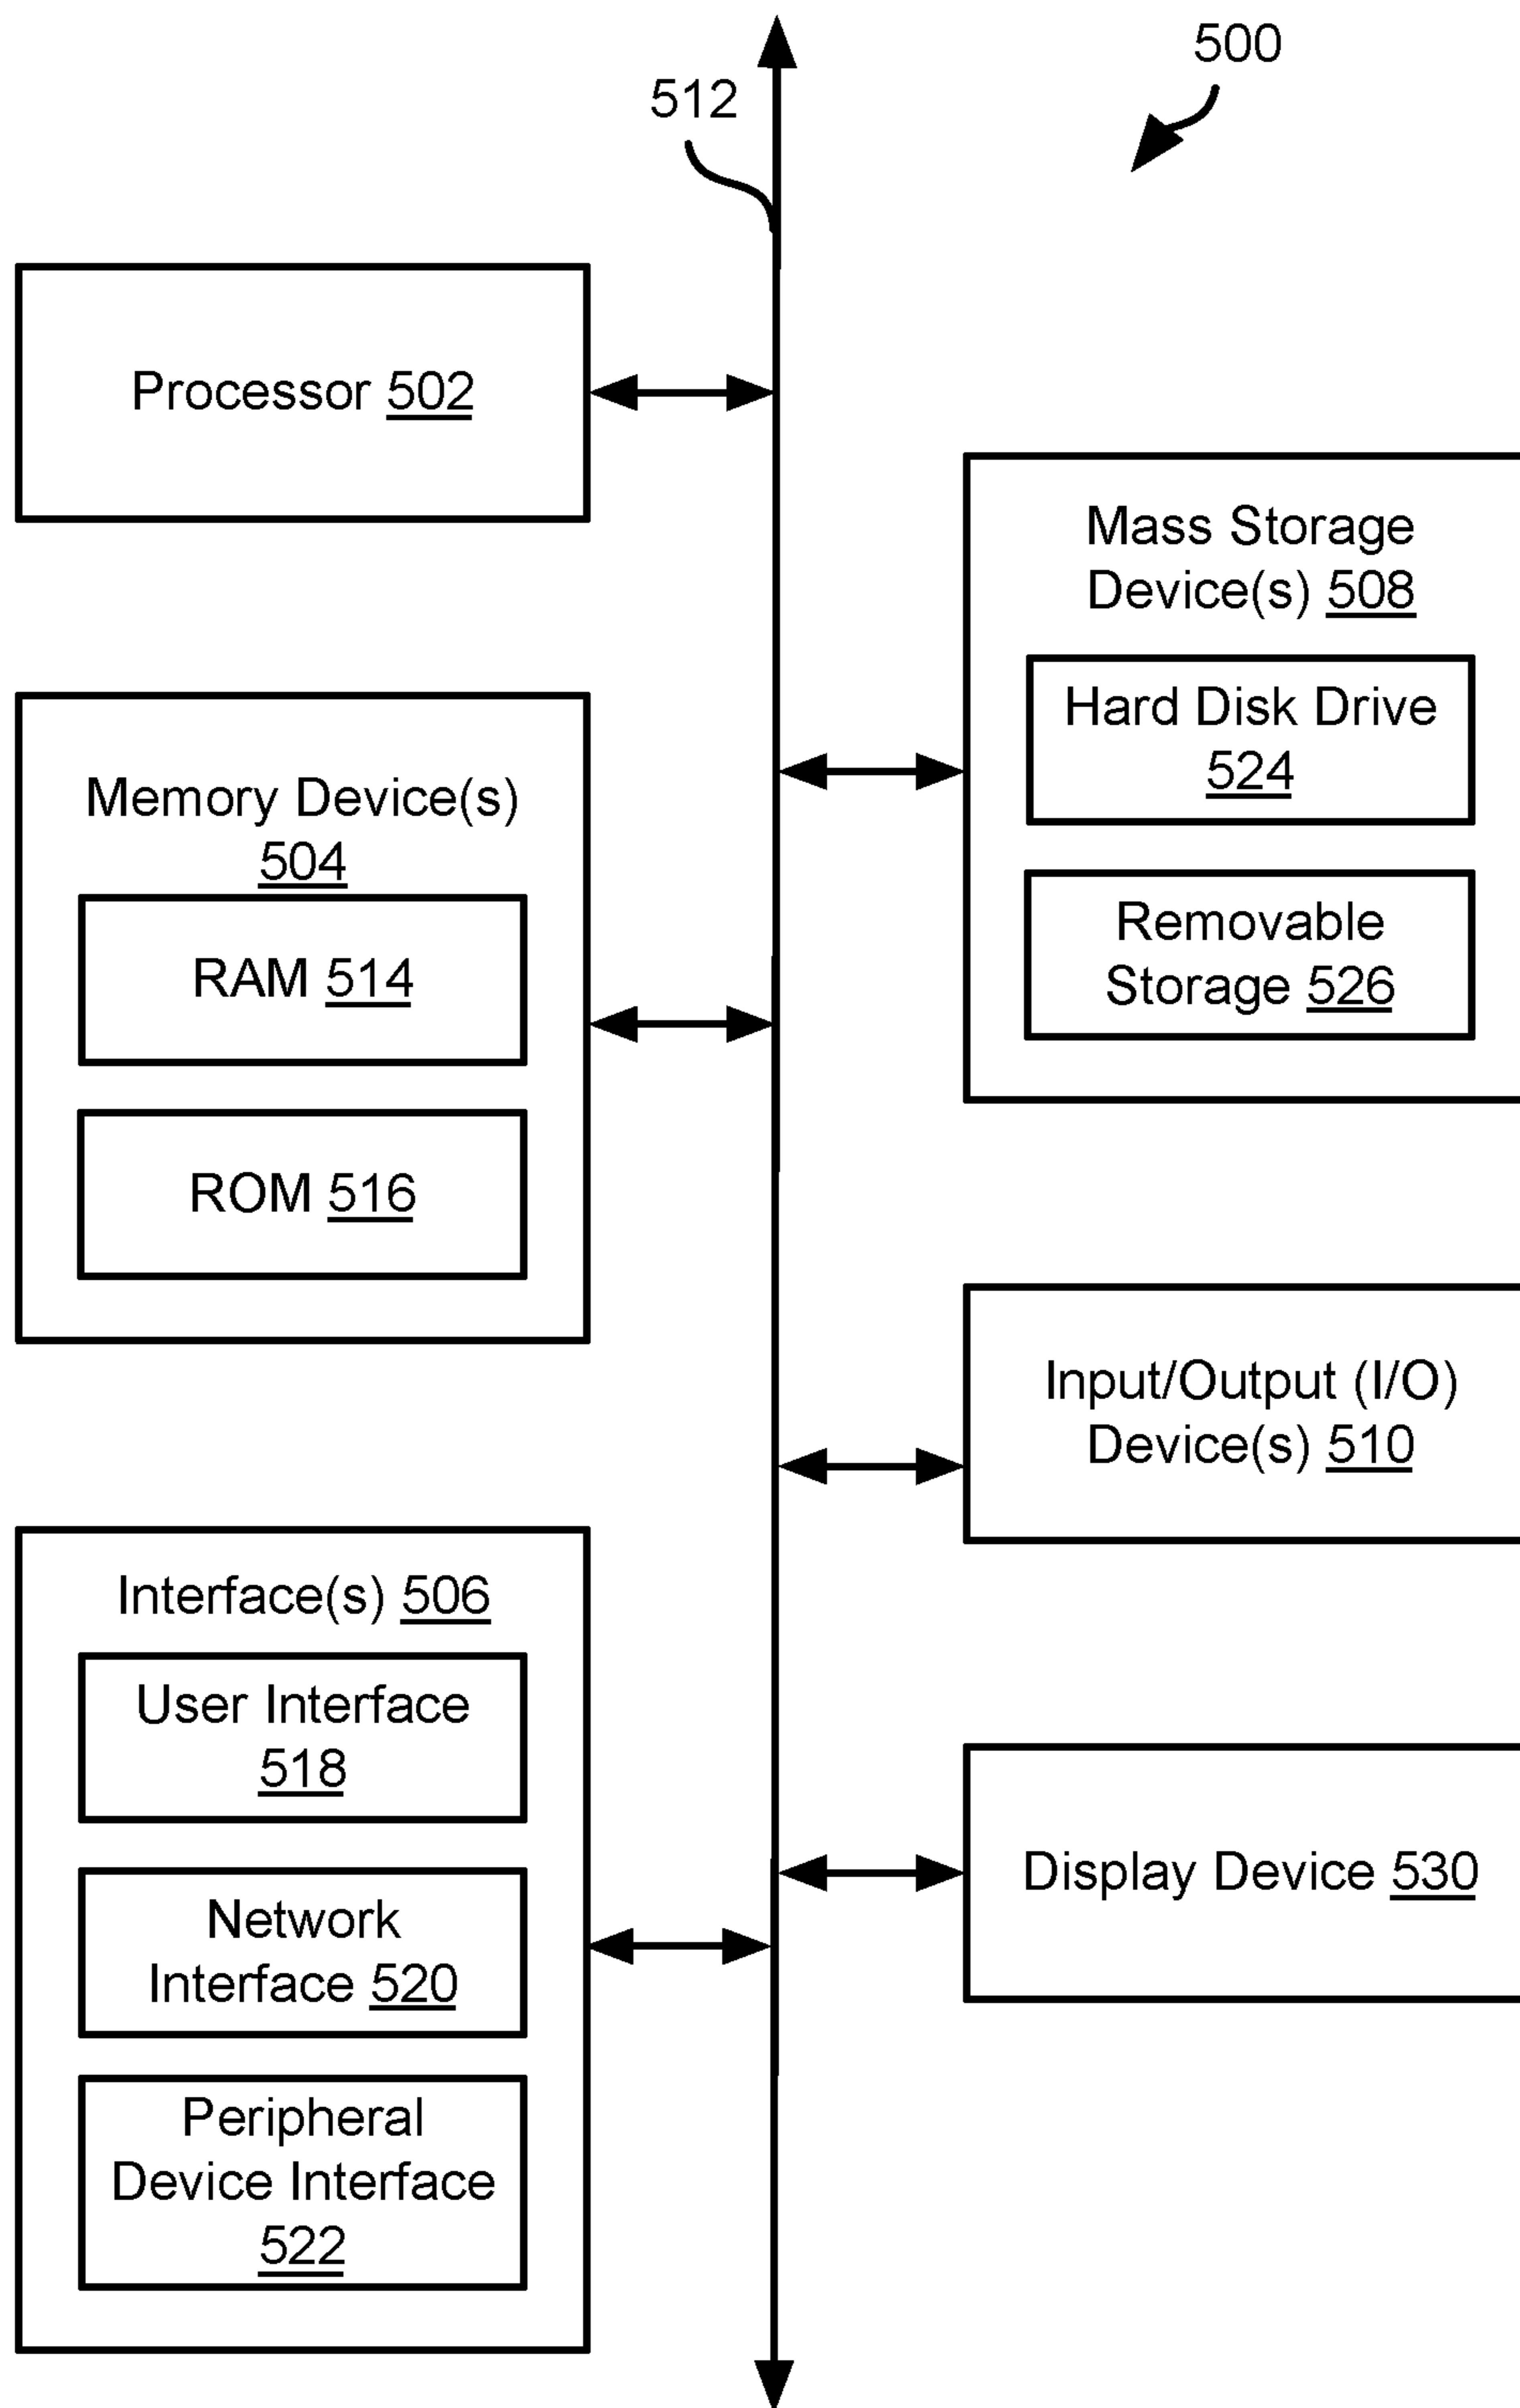 500
512
Processor 502
Mass Storage
Device(s) 508
Hard Disk Drive
524
Removable
Storage 526
Memory Device(s)
504
RAM 514
ROM 516
Input/Output (I/O)
Device(s) 510
Interface(s) 506
User Interface
518
Network
Interface 520
Peripheral
Device Interface
522
Display Device 530